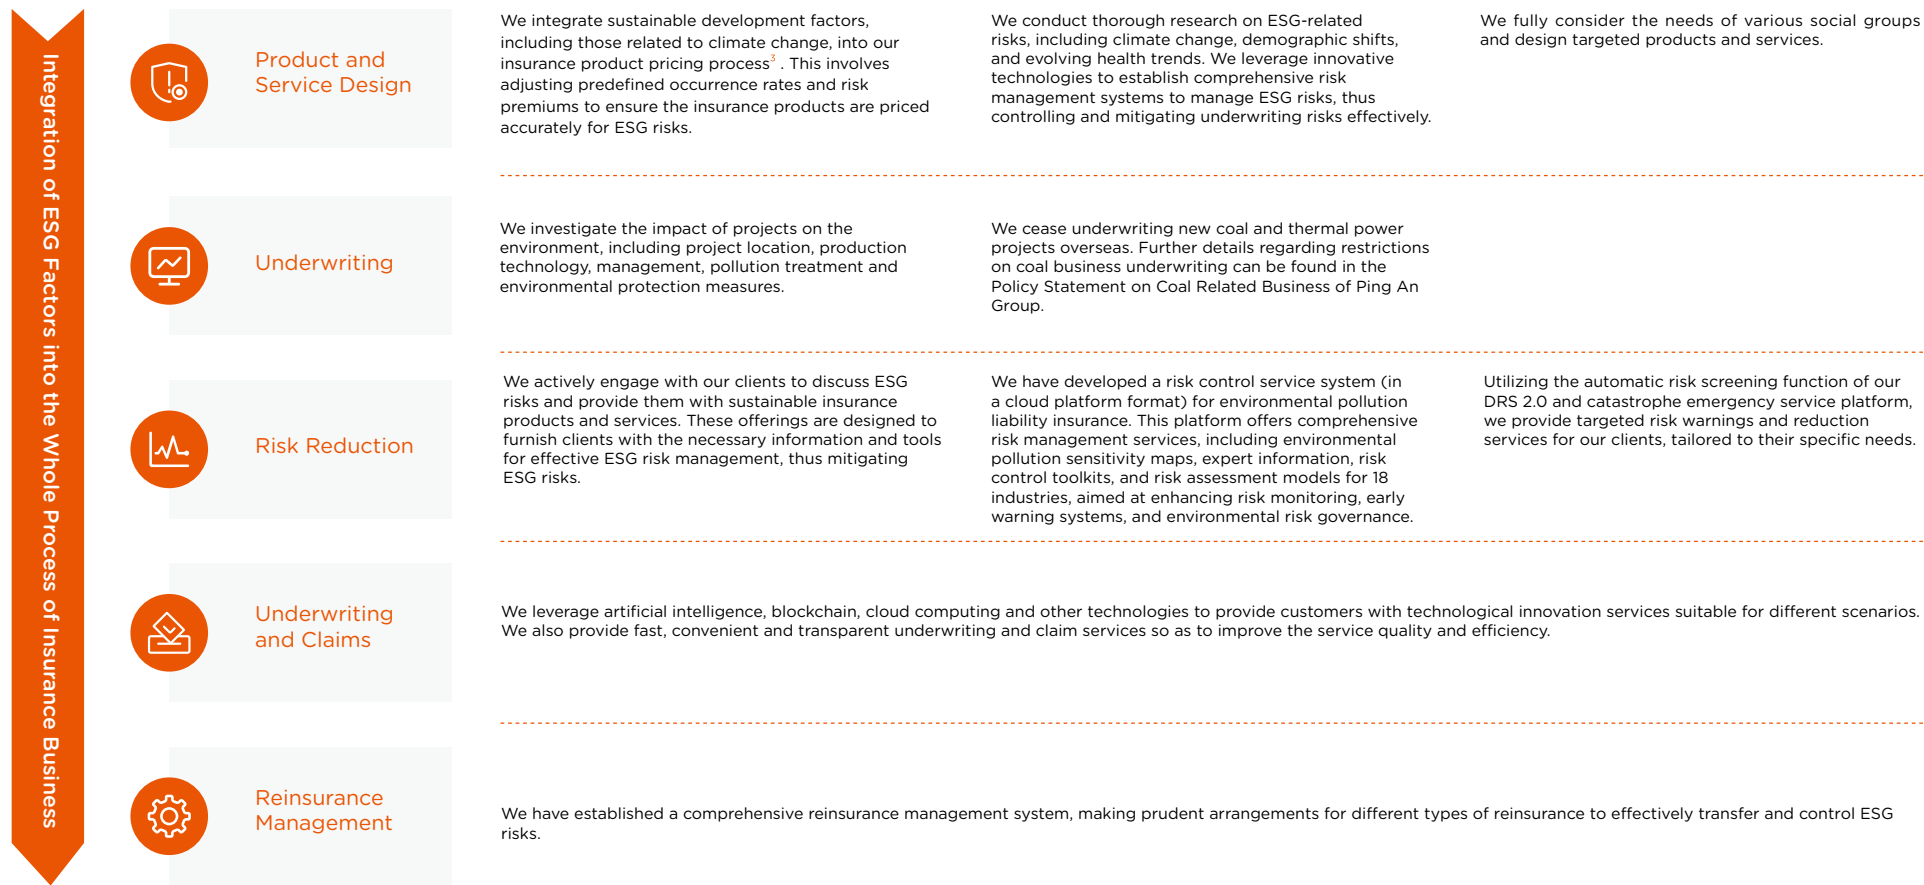 Integration of ESG Factors into the Whole Process of Insurance Business
Product and
Service Design
We integrate sustainable development factors,
including those related to climate change, into our
insurance product pricing process³ . This involves
adjusting predefined occurrence rates and risk
premiums to ensure the insurance products are priced
accurately for ESG risks.
We conduct thorough research on ESG-related
risks, including climate change, demographic shifts,
and evolving health trends. We leverage innovative
technologies to establish comprehensive risk
management systems to manage ESG risks, thus
controlling and mitigating underwriting risks effectively.
We fully consider the needs of various social groups
and design targeted products and services.
Underwriting
We investigate the impact of projects on the
environment, including project location, production
technology, management, pollution treatment and
environmental protection measures.
We cease underwriting new coal and thermal power
projects overseas. Further details regarding restrictions
on coal business underwriting can be found in the
Policy Statement on Coal Related Business of Ping An
Group.
Risk Reduction
We actively engage with our clients to discuss ESG
risks and provide them with sustainable insurance
products and services. These offerings are designed to
furnish clients with the necessary information and tools
for effective ESG risk management, thus mitigating
ESG risks.
We have developed a risk control service system (in
a cloud platform format) for environmental pollution
liability insurance. This platform offers comprehensive
risk management services, including environmental
pollution sensitivity maps, expert information, risk
control toolkits, and risk assessment models for 18
industries, aimed at enhancing risk monitoring, early
warning systems, and environmental risk governance.
Utilizing the automatic risk screening function of our
DRS 2.0 and catastrophe emergency service platform,
we provide targeted risk warnings and reduction
services for our clients, tailored to their specific needs.
Underwriting
and Claims
We leverage artificial intelligence, blockchain, cloud computing and other technologies to provide customers with technological innovation services suitable for different scenarios.
We also provide fast, convenient and transparent underwriting and claim services so as to improve the service quality and efficiency.
Reinsurance
Management
We have established a comprehensive reinsurance management system, making prudent arrangements for different types of reinsurance to effectively transfer and control ESG
risks.